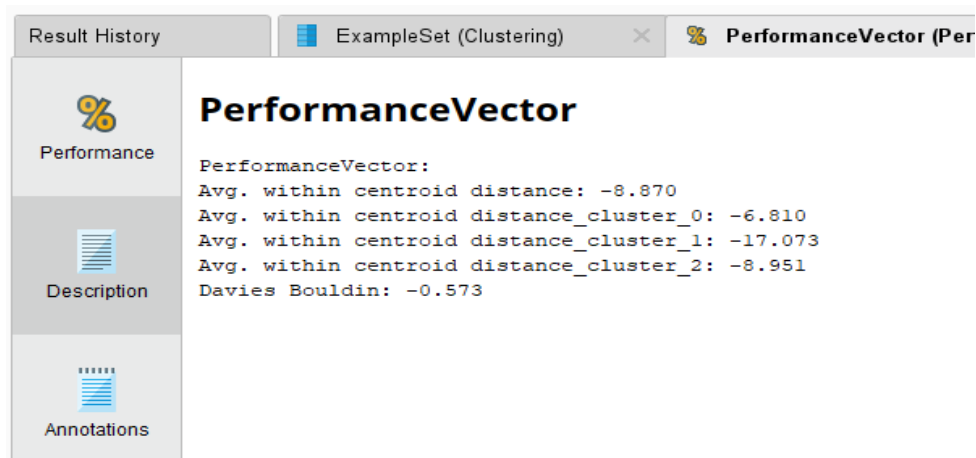 Result History
ExampleSet (Clustering)
PerformanceVector (Per
%
Performance
Description
Annotations
PerformanceVector
PerformanceVector:
Avg. within centroid distance: -8.870
Avg. within centroid distance_cluster_0: -6.810
Avg. within centroid distance_cluster_1: -17.073
Avg. within centroid distance_cluster_2: -8.951
Davies Bouldin: -0.573